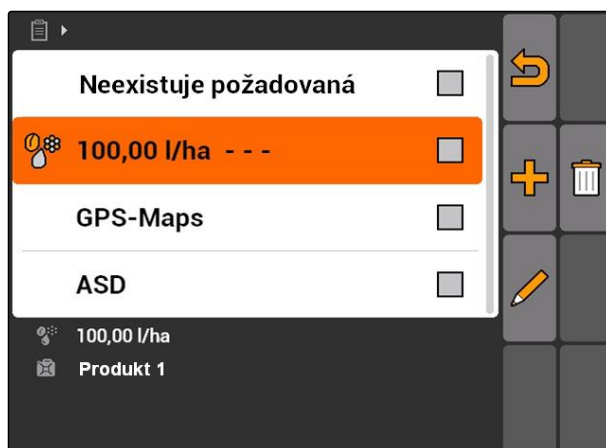 Neexistuje požadovaná
100,00 l/ha - - -
GPS-Maps
ASD
100,00 l/ha
Produkt 1